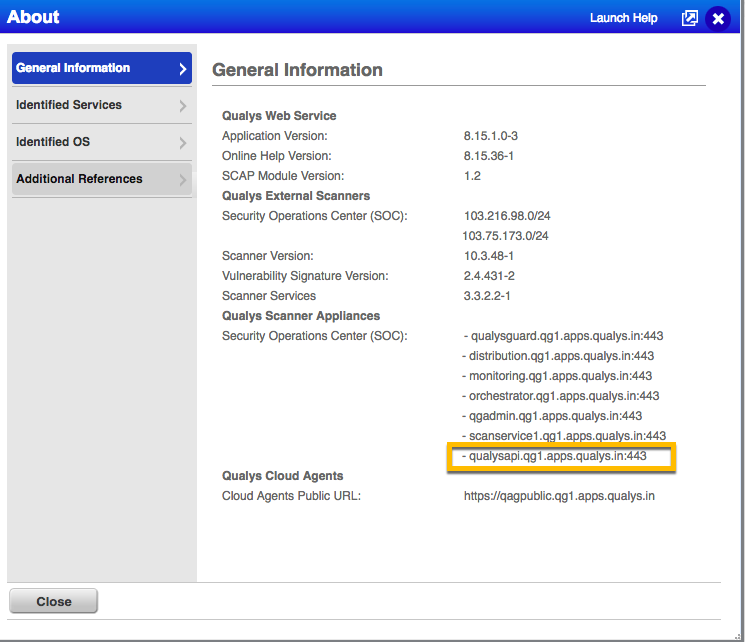 About
Launch Help
General Information
Identified Services
Identified OS
Additional References
General Information
Qualys Web Service
Application Version: 8.15.1.0-3
Online Help Version: 8.15.36-1
SCAP Module Version: 1.2
Qualys External Scanners
Security Operations Center (SOC): 103.216.98.0/24
103.75.173.0/24
Scanner Version: 10.3.48-1
Vulnerability Signature Version: 2.4.431-2
Scanner Services 3.3.2.2-1
Qualys Scanner Appliances
Security Operations Center (SOC): - qualysguard.qg1.apps.qualys.in:443
- distribution.qg1.apps.qualys.in:443
- monitoring.qg1.apps.qualys.in:443
- orchestrator.qg1.apps.qualys.in:443
- qgadmin.qg1.apps.qualys.in:443
- scanservice1.qg1.apps.qualys.in:443
- qualysapi.qg1.apps.qualys.in:443
Qualys Cloud Agents
Cloud Agents Public URL: https://qagpublic.qg1.apps.qualys.in
Close